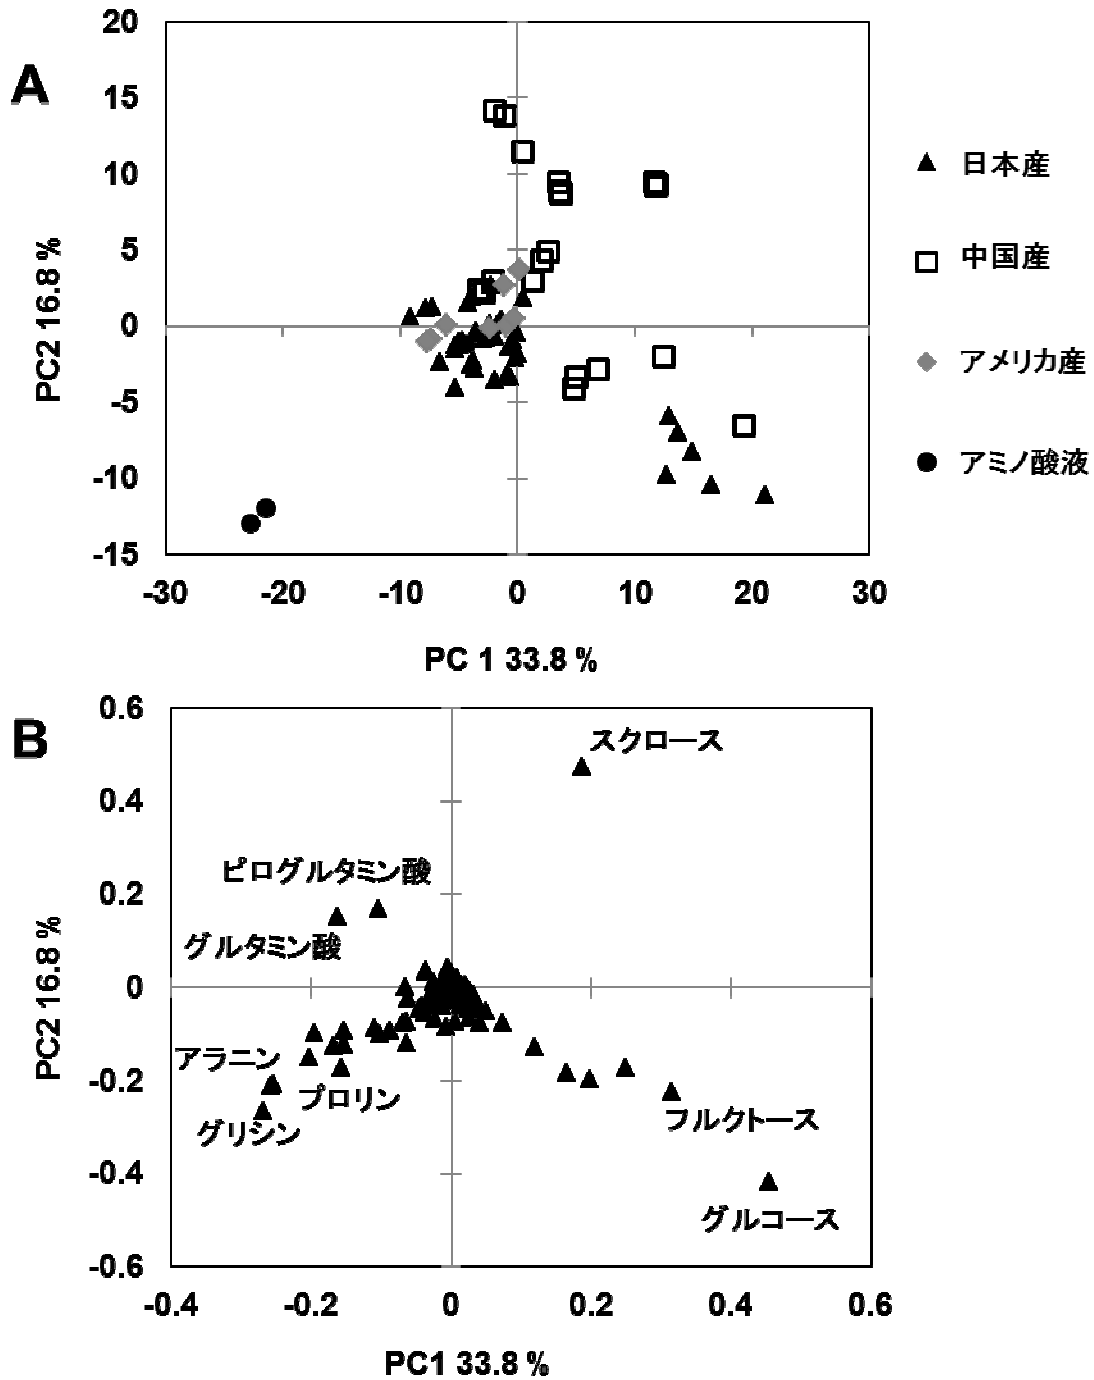 A
20
15
10
5
0
-5
-10
-15
-30
-20
-10
0
10
20
30
PC2 16.8 %
PC 1 33.8 %
日本産
中国産
アメリカ産
アミノ酸液
B
0.6
0.4
0.2
0
-0.2
-0.4
-0.6
-0.4
-0.2
0
0.2
0.4
0.6
PC2 16.8 %
PC1 33.8 %
スクロース
ピログルタミン酸
グルタミン酸
アラニン
プロリン
グリシン
フルクトース
グルコース